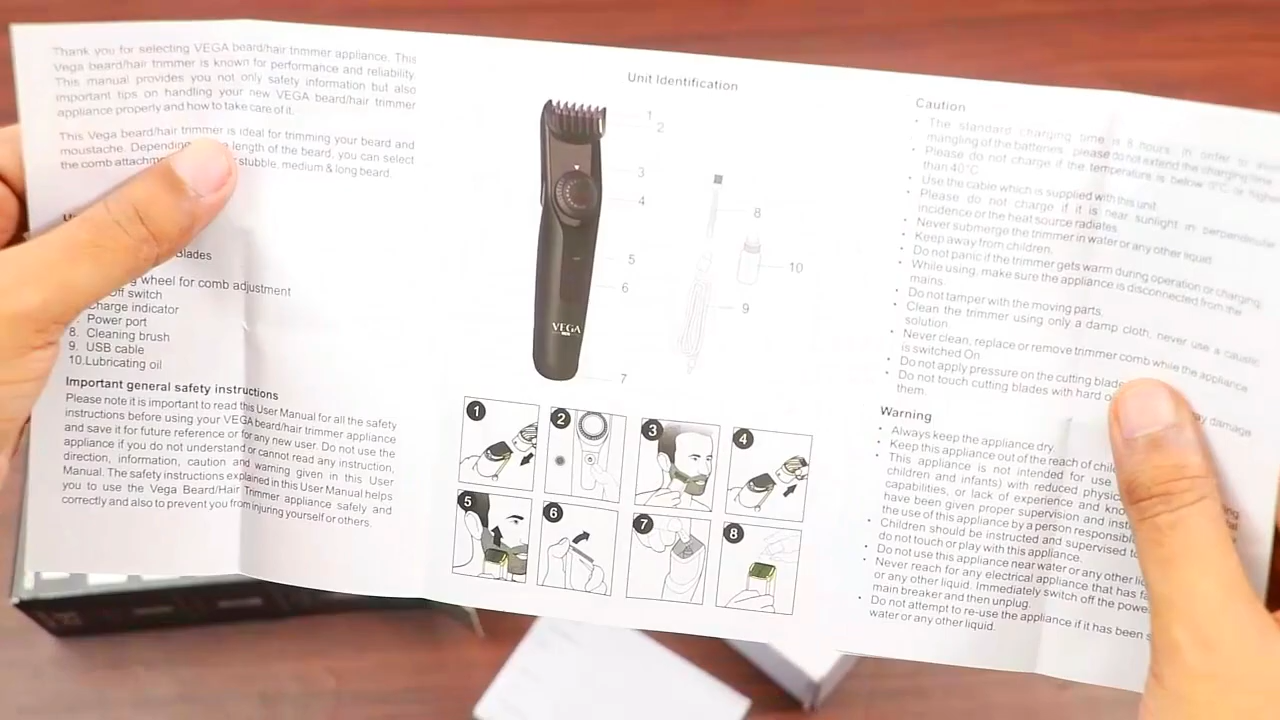 Thank you for selecting VEGA beard/hair trimmer appliance. This
Vega beard/hair trimmer is known for performance and reliability.
This manual provides you not only safety information but also
important tips on handling your new VEGA beard/hair trimmer
appliance properly and how to take care of it.
This Vega beard/hair trimmer is ideal for trimming your beard and
moustache. Depending length of the beard, you can select
the comb stubble, medium & long beard.
Blades
wheel for comb adjustment
Off switch
Charge indicator
Power port
8. Cleaning brush
9. USB cable
10.Lubricating oil
Important general safety instructions
Please note it is important to read this User Manual for all the safety
instructions before using your VEGA beard/hair trimmer appliance
and save it for future reference or for any new user. Do not use the
appliance if you do not understand or cannot read any instruction,
direction, information, caution and warning given in this User
Manual. The safety instructions explained in this User Manual helps
you to use the Vega Beard/Hair Trimmer appliance safely and
correctly and also to prevent you from injuring yourself or others.
Unit Identification
1
2
3
4
5
6
7
8
9
10
VEGA
1
2
3
4
5
6
7
8
Caution
• The standard charging time is 8 hours, in order to avoid
mangling of the batteries, please do not extend the charging time.
• Please do not charge if the temperature is below 0°C or higher
than 40°C
• Use the cable which is supplied with this unit.
• Please do not charge if it is near sunlight in perpendicular
incidence or the heat source radiates
• Never submerge the trimmer in water or any other liquid.
• Keep away from children.
• Do not panic if the trimmer gets warm during operation or charging.
• While using, make sure the appliance is disconnected from the
mains.
• Do not tamper with the moving parts.
• Clean the trimmer using only a damp cloth, never use a caustic
solution.
• Never clean, replace or remove trimmer comb while the appliance
is switched On.
• Do not apply pressure on the cutting
• Do not touch cutting blades with hard damage
them.
Warning
• Always keep the appliance dry
• Keep this appliance out of the reach of
• This appliance is not intended for use
children and infants) with reduced
capabilities, or lack of experience and
have been given proper supervision and
the use of this appliance by a person
• Children should be instructed and supervised to
do not touch or play with this appliance.
• Do not use this appliance near water or any other
• Never reach for any electrical appliance that has
or any other liquid. Immediately switch off the
main breaker and then unplug.
• Do not attempt to re-use the appliance if it has been
water or any other liquid.